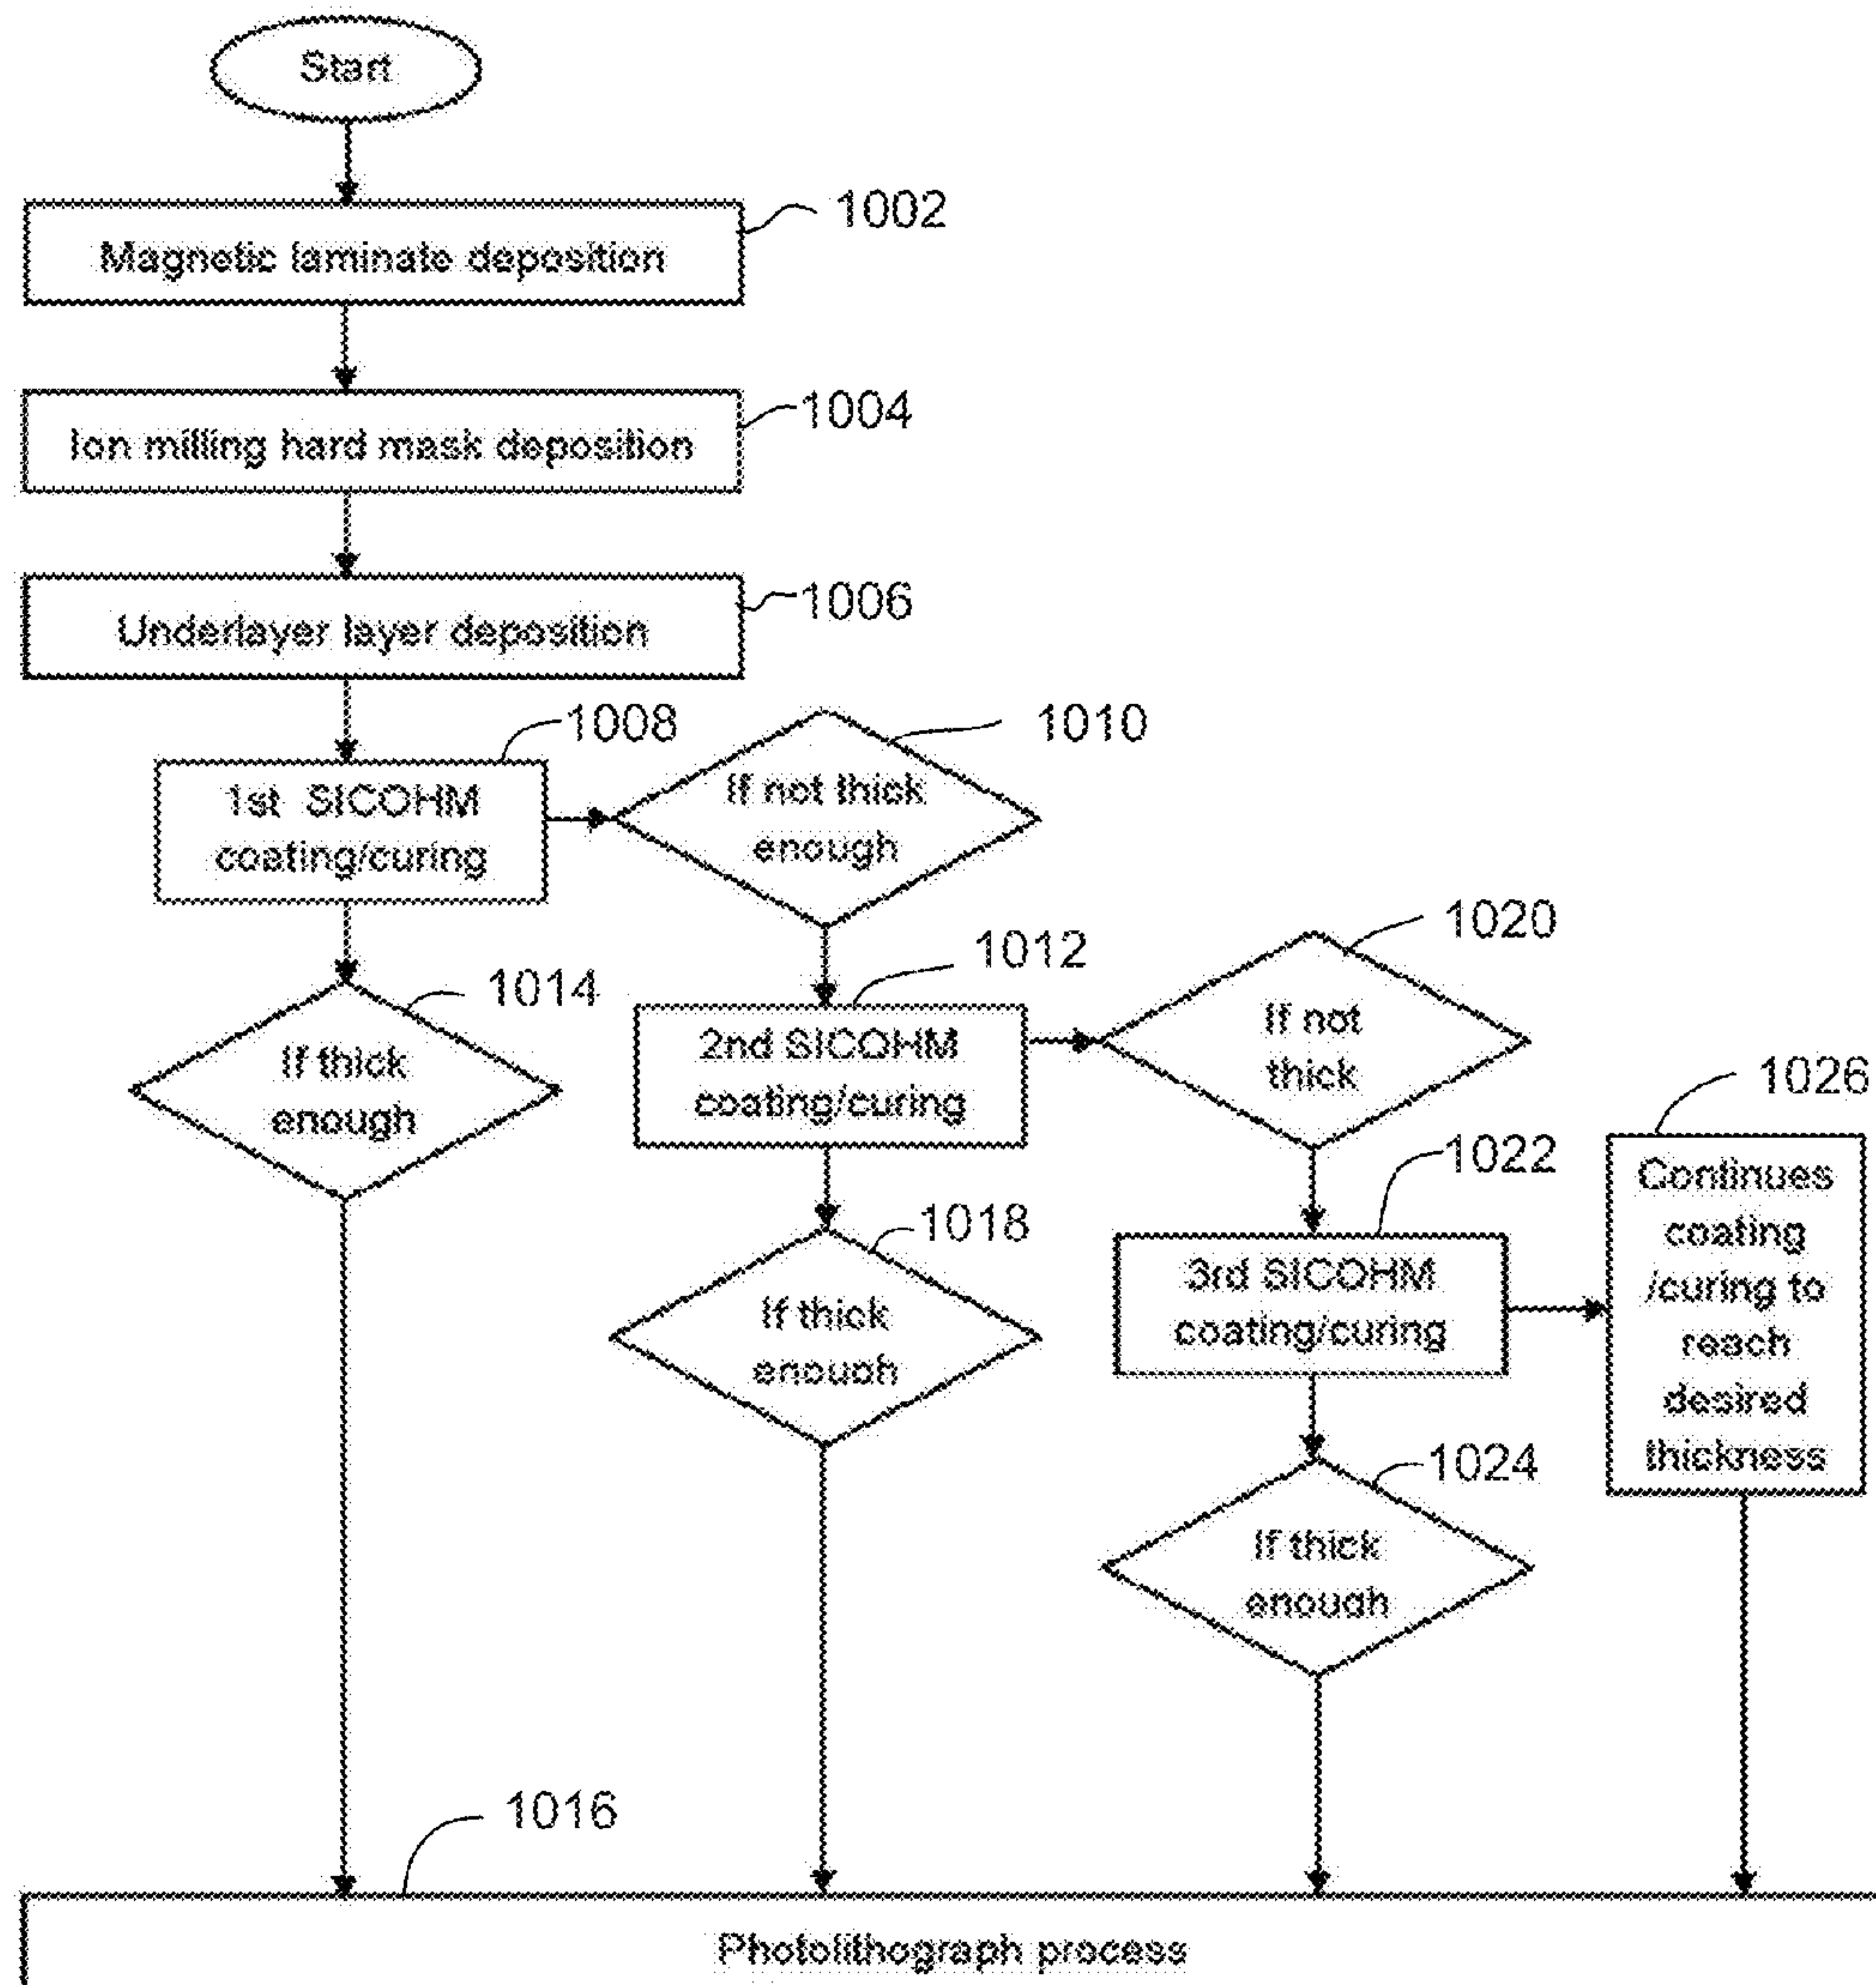 Start
1002
Magnetic laminate deposition
1004
Ion milling hard mask deposition
1006
Underlayer layer deposition
1008
1st SICOHM
coating/curing
1010
If not thick
enough
1014
If thick
enough
1012
2nd SICOHM
coating/curing
1020
If not
thick
1018
If thick
enough
1022
3rd SICOHM
coating/curing
1026
Continues
coating
/curing to
reach
desired
thickness
1024
If thick
enough
1016
Photolithograph process